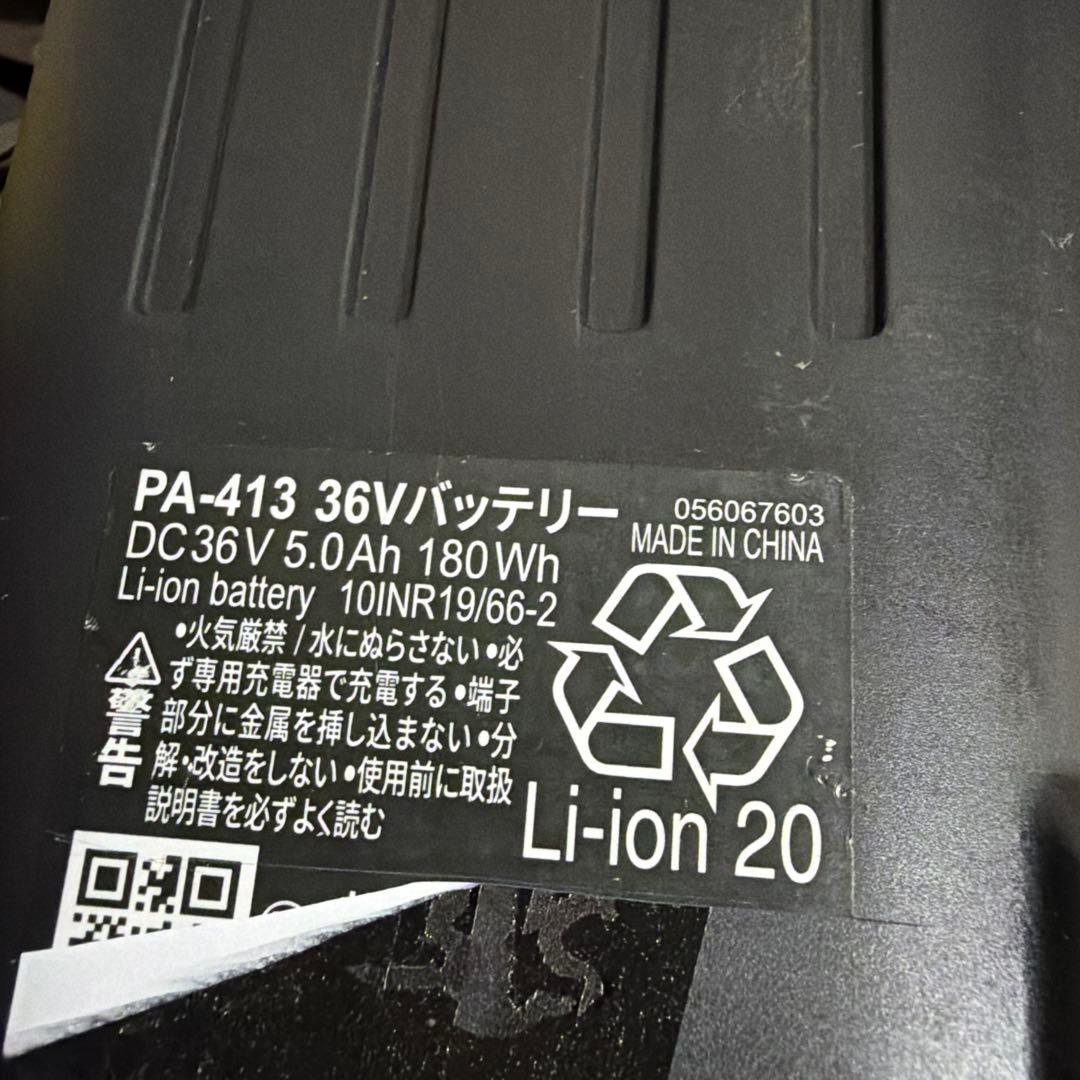 PA-413 36Vバッテリー
056067603
DC36V 5.0Ah 180Wh
MADE IN CHINA
Li-ion battery 10INR19/66-2
警告
•火気厳禁/水にぬらさない•必
ず専用充電器で充電する•端子
部分に金属を挿し込まない•分
解・改造をしない•使用前に取扱
説明書を必ずよく読む
Li-ion 20